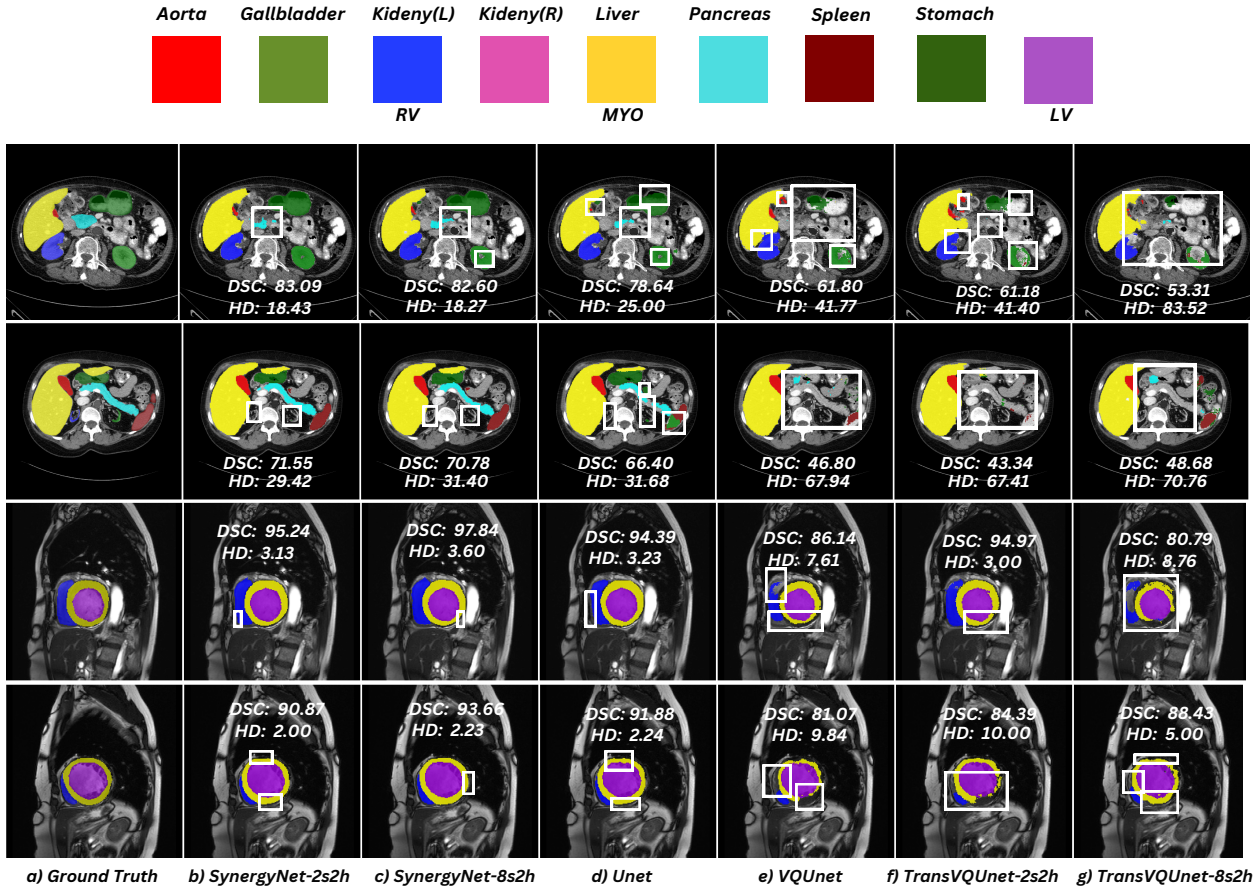 Aorta Gallbladder Kideny(L) Kideny(R) Liver Pancreas Spleen Stomach
RV MYO LV
DSC: 83.09 DSC: 82.60 DSC: 78.64 DSC: 61.80 DSC: 61.18 DSC: 53.31
HD: 18.43 HD: 18.27 HD: 25.00 HD: 41.77 HD: 41.40 HD: 83.52
DSC: 71.55 DSC: 70.78 DSC: 66.40 DSC: 46.80 DSC: 43.34 DSC: 48.68
HD: 29.42 HD: 31.40 HD: 31.68 HD: 67.94 HD: 67.41 HD: 70.76
DSC: 95.24 DSC: 97.84 DSC: 94.39 DSC: 86.14 DSC: 94.97 DSC: 80.79
HD: 3.13 HD: 3.60 HD: 3.23 HD: 7.61 HD: 3.00 HD: 8.76
DSC: 90.87 DSC: 93.66 DSC: 91.88 DSC: 81.07 DSC: 84.39 DSC: 88.43
HD: 2.00 HD: 2.23 HD: 2.24 HD: 9.84 HD: 10.00 HD: 5.00
a) Ground Truth b) SynergyNet-2s2h c) SynergyNet-8s2h d) Unet e) VQUnet f) TransVQUnet-2s2h g) TransVQUnet-8s2h